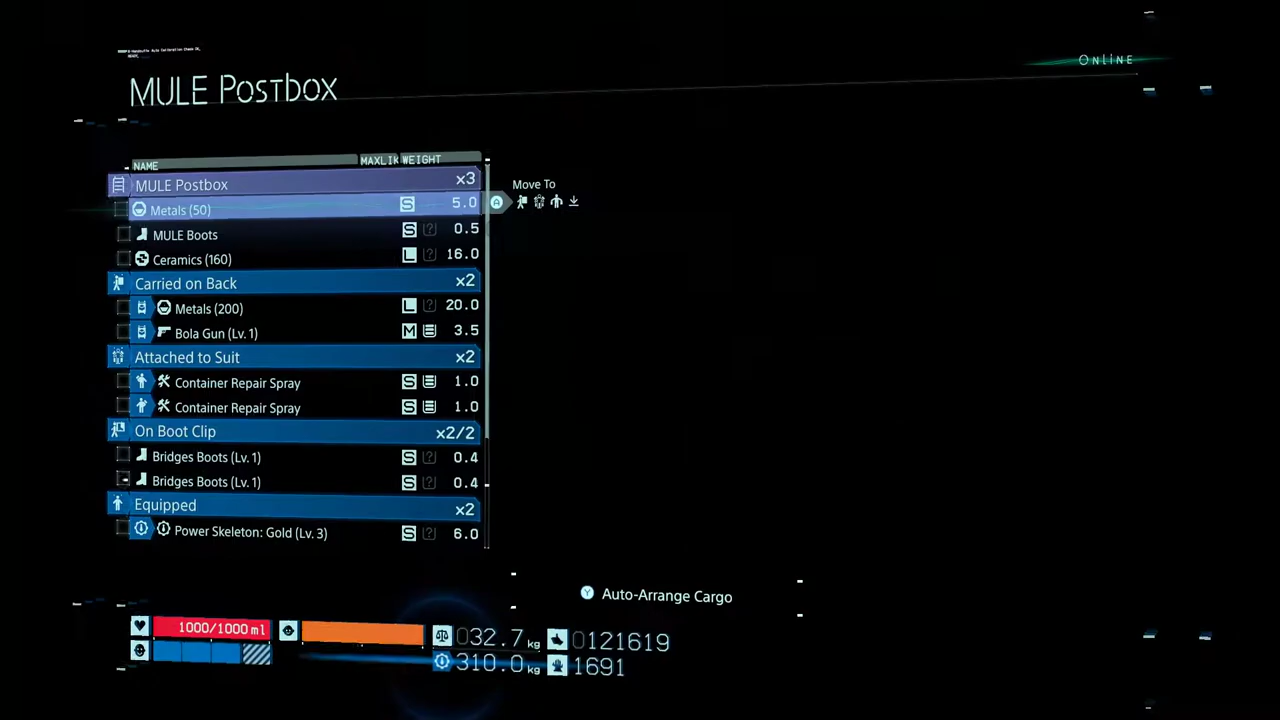 MULE Postbox
Online
NAME MAXLIK WEIGHT
MULE Postbox x3
Metals (50) S 5.0
MULE Boots S 0.5
Ceramics (160) L 16.0
Carried on Back x2
Metals (200) L 20.0
Bola Gun (Lv. 1) M 3.5
Attached to Suit x2
Container Repair Spray S 1.0
Container Repair Spray S 1.0
On Boot Clip x2/2
Bridges Boots (Lv. 1) S 0.4
Bridges Boots (Lv. 1) S 0.4
Equipped x2
Power Skeleton: Gold (Lv. 3) S 6.0
Move To
A
Y Auto-Arrange Cargo
1000/1000 ml
032.7 kg
0121619
310.0 kg
1691